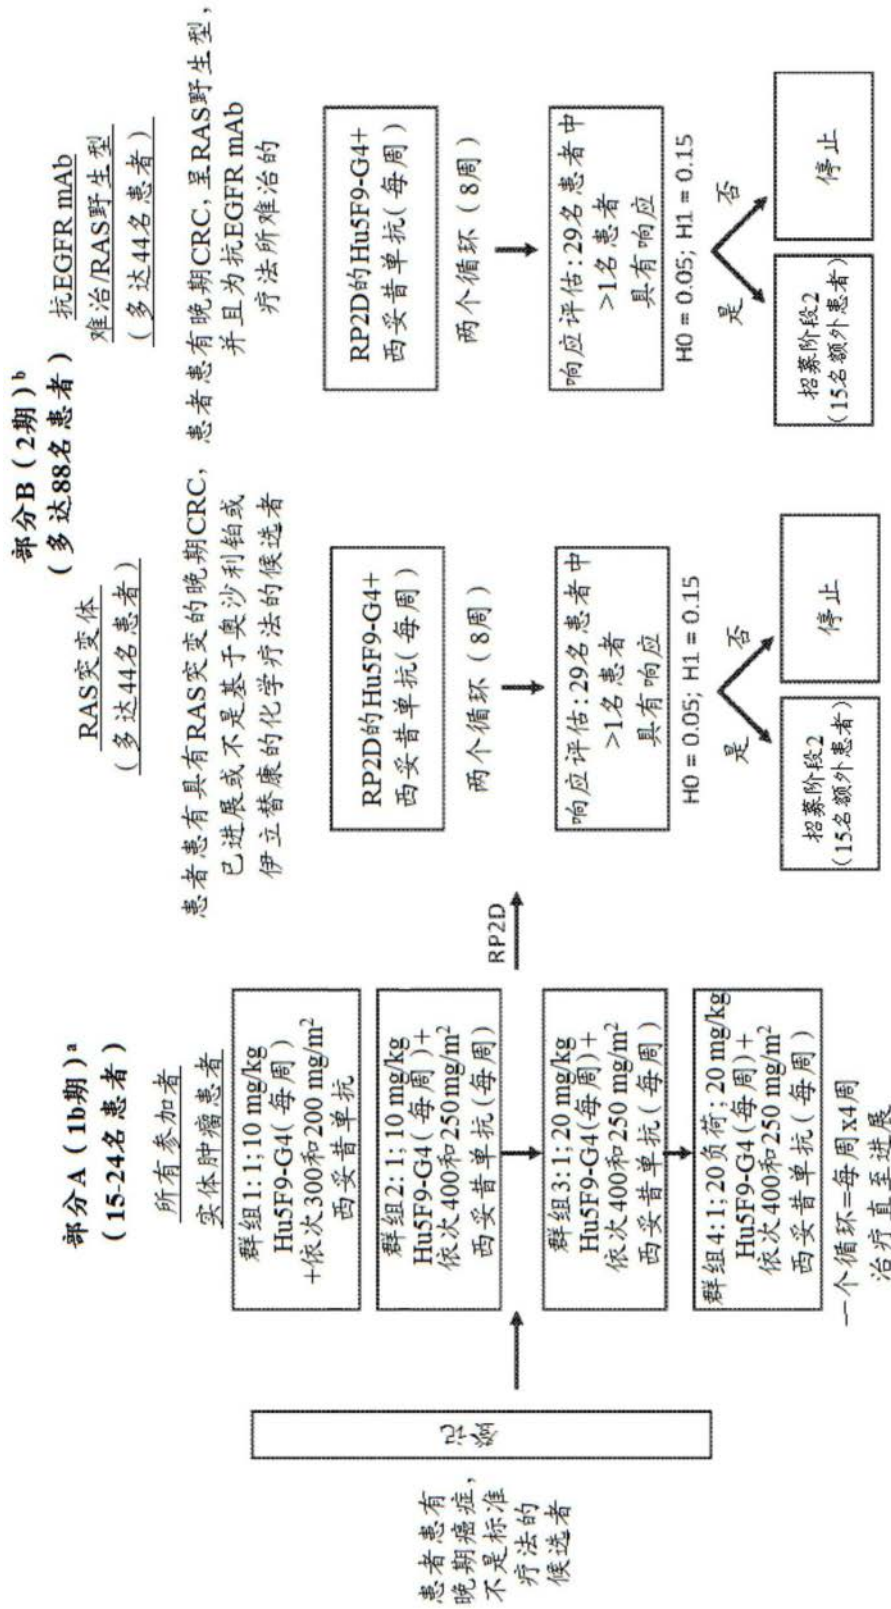 患者患有
晚期癌症,
不是标准
疗法的
候选者
部分A（1b期）a
（15-24名患者）
所有参加者
实体肿瘤患者
群组1: 1; 10 mg/kg
Hu5F9-G4（每周）
+依次300和200 mg/m2
西妥昔单抗
群组2: 1; 10 mg/kg
Hu5F9-G4（每周）+
依次400和250mg/m2
西妥昔单抗（每周）
群组3: 1; 20 mg/kg
Hu5F9-G4(每周)+
依次400和250 mg/m2
西妥昔单抗（每周）
群组4: 1; 20负荷; 20 mg/kg
Hu5F9-G4（每周）+
依次400和250 mg/m2
西妥昔单抗（每周）
一个循环=每周x4周
治疗直至进展
RP2D
部分B（2期）b
（多达88名患者）
RAS突变体
（多达44名患者）
患者患有具有RAS突变的晚期CRC,
已进展或不是基于奥沙利铂或
伊立替康的化学疗法的候选者
RP2D的Hu5F9-G4+
西妥昔单抗（每周）
两个循环（8周）
响应评估: 29名患者中
>1名患者
具有响应
H0 = 0.05; H1 = 0.15
是
否
招募阶段2
（15名额外患者）
停止
抗EGFR mAb
难治/RAS野生型
（多达44名患者）
患者患有晚期CRC, 呈RAS野生型,
并且为抗EGFR mAb
疗法所难治的
RP2D的Hu5F9-G4+
西妥昔单抗（每周）
两个循环（8周）
响应评估: 29名患者中
>1名患者
具有响应
H0 = 0.05; H1 = 0.15
是
否
招募阶段2
（15名额外患者）
停止